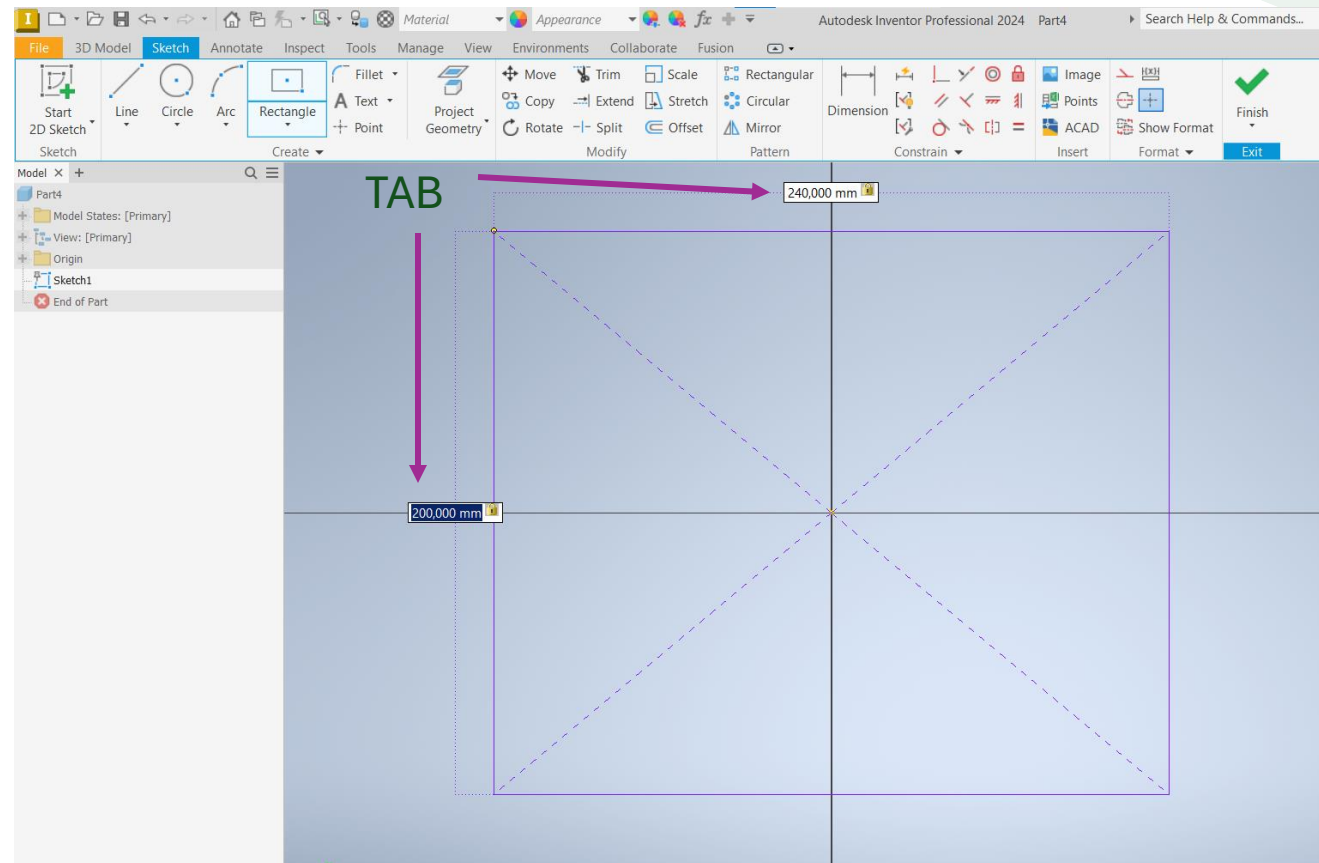 I Material Appearance fx Autodesk Inventor Professional 2024 Part4 Search Help & Commands...
File 3D Model Sketch Annotate Inspect Tools Manage View Environments Collaborate Fusion
Start 2D Sketch Line Circle Arc Rectangle Fillet Project Geometry Move Trim Scale Rectangular Dimension Image Finish
A Text Copy Extend Stretch Circular Points
Point Rotate Split Offset Mirror ACAD Show Format
Sketch Create Modify Pattern Constrain Insert Format Exit
Model X +
Part4
Model States: [Primary]
View: [Primary]
Origin
Sketch1
End of Part
TAB
240,000 mm
200,000 mm